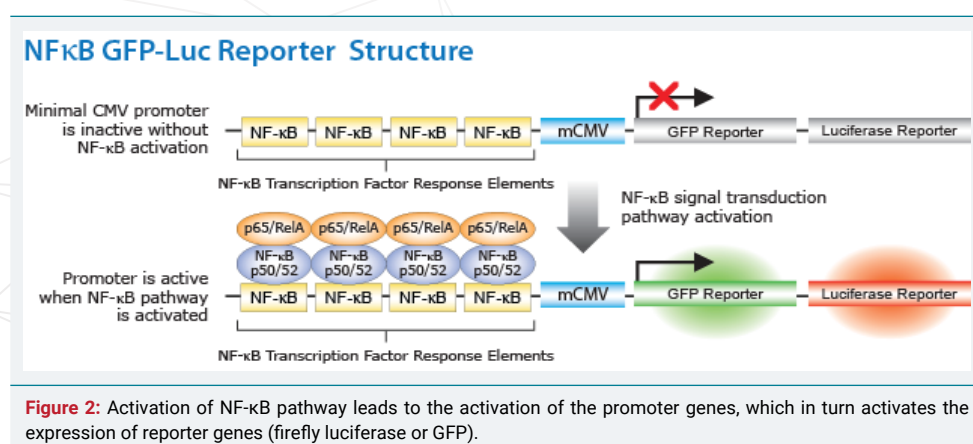 NFκB GFP-Luc Reporter Structure
Minimal CMV promoter
is inactive without
NF-κB activation
NF-κB NF-κB NF-κB NF-κB mCMV GFP Reporter Luciferase Reporter
NF-κB Transcription Factor Response Elements
NF-κB signal transduction
pathway activation
p65/RelA p65/RelA p65/RelA p65/RelA
NF-κB NF-κB NF-κB NF-κB
p50/52 p50/52 p50/52 p50/52
Promoter is active
when NF-κB pathway
is activated
NF-κB NF-κB NF-κB NF-κB mCMV GFP Reporter Luciferase Reporter
NF-κB Transcription Factor Response Elements
Figure 2: Activation of NF-κB pathway leads to the activation of the promoter genes, which in turn activates the
expression of reporter genes (firefly luciferase or GFP).